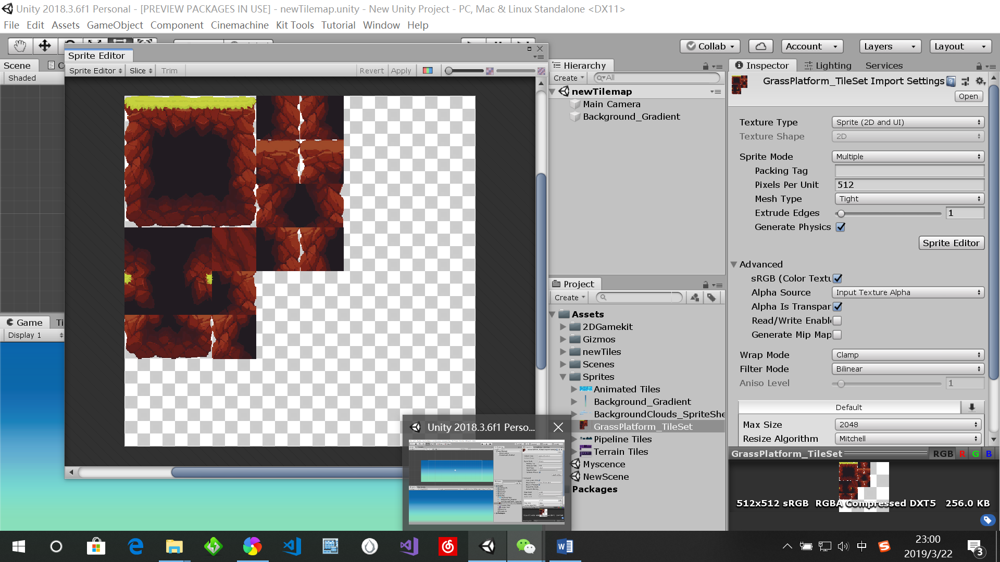 Unity 2018.3.6f1 Personal - [PREVIEW PACKAGES IN USE] - newTilemap.unity - New Unity Project - PC, Mac & Linux Standalone <DX11>
File Edit Assets GameObject Component Cinemachine Kit Tools Tutorial Window Help
Collab Account Layers Layout
Scene
Shaded
Sprite Editor
Sprite Editor Slice Trim Revert Apply
Hierarchy
Create All
newTilemap
Main Camera
Background_Gradient
Game
Display 1
Project
Create
Assets
2DGamekit
Gizmos
newTiles
Scenes
Sprites
Animated Tiles
Background_Gradient
BackgroundClouds_SpriteShe
GrassPlatform_TileSet
Pipeline Tiles
Terrain Tiles
Myscence
NewScene
Packages
Unity 2018.3.6f1 Perso...
Inspector Lighting Services
GrassPlatform_TileSet Import Settings
Open
Texture Type Sprite (2D and UI)
Texture Shape 2D
Sprite Mode Multiple
Packing Tag
Pixels Per Unit 512
Mesh Type Tight
Extrude Edges 1
Generate Physics
Sprite Editor
Advanced
sRGB (Color Textu
Alpha Source Input Texture Alpha
Alpha Is Transpar
Read/Write Enabl
Generate Mip Map
Wrap Mode Clamp
Filter Mode Bilinear
Aniso Level 1
Default
Max Size 2048
Resize Algorithm Mitchell
GrassPlatform_TileSet RGB R G B
512x512 sRGB RGBA Compressed DXT5 256.0 KB
中
23:00
2019/3/22
3